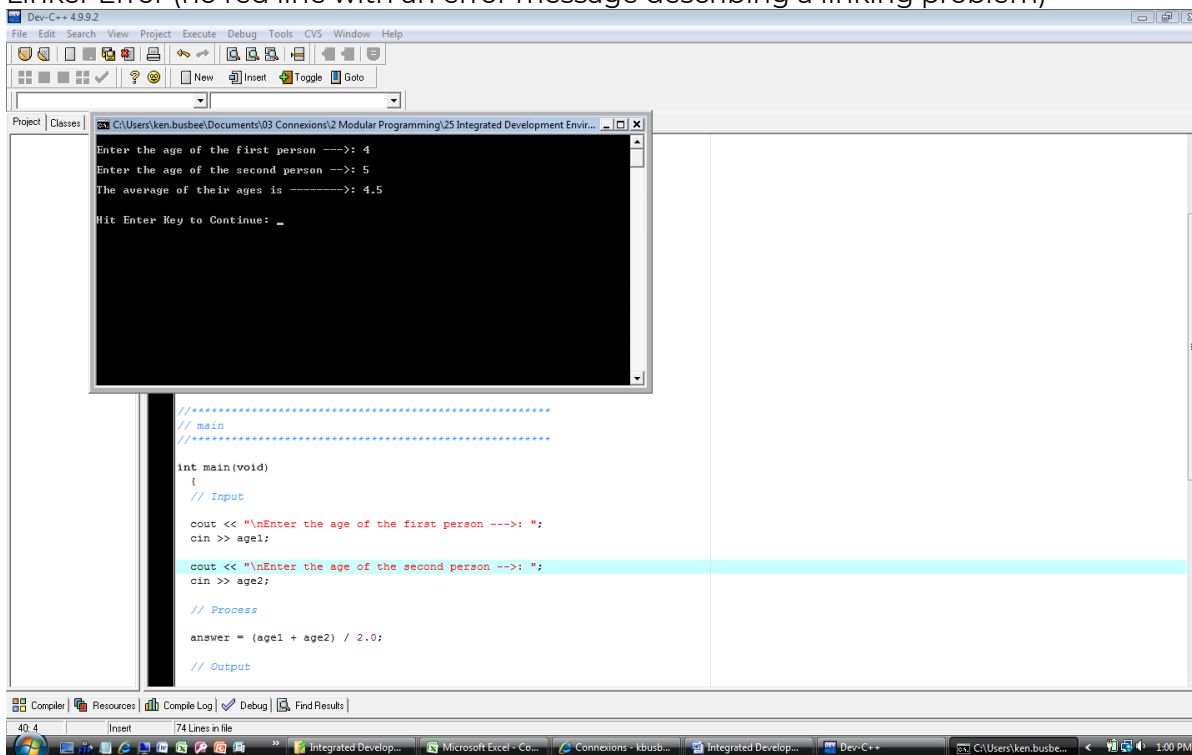 Linker Error (no red line with an error message describing a linking problem)
Dev-C++ 4.9.9.2
File Edit Search View Project Execute Debug Tools CVS Window Help
New Insert Toggle Goto
Project Classes
C:\Users\ken.busbee\Documents\03 Connexions\2 Modular Programming\25 Integrated Development Envir...
Enter the age of the first person --->: 4
Enter the age of the second person -->: 5
The average of their ages is -------->: 4.5
Hit Enter Key to Continue: _
//******************************************************
// main
//******************************************************
int main(void)
{
// Input
cout << "\nEnter the age of the first person --->: ";
cin >> age1;
cout << "\nEnter the age of the second person -->: ";
cin >> age2;
// Process
answer = (age1 + age2) / 2.0;
// Output
Compiler Resources Compile Log Debug Find Results
40: 4 Insert 74 Lines in file
Integrated Develop... Microsoft Excel - Co... Connexions - kbusb... Integrated Develop... Dev-C++ C:\Users\ken.busbe... 1:00 PM